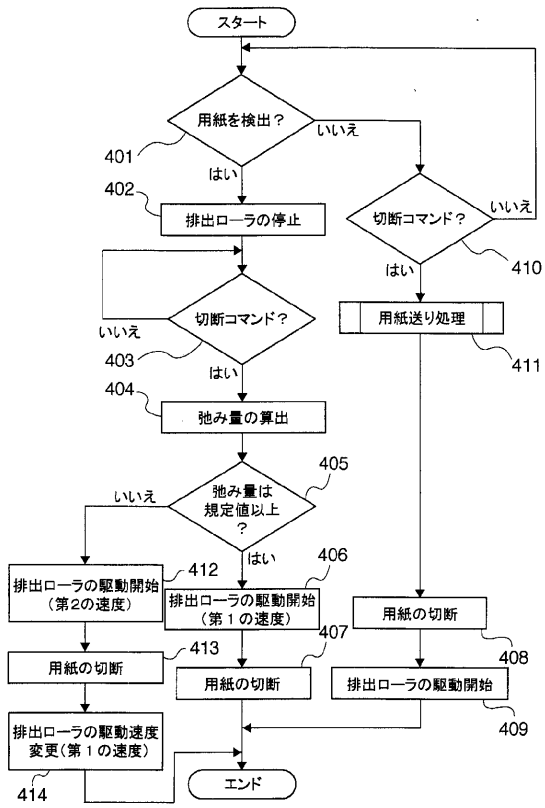 スタート
用紙を検出？
いいえ
401
はい
402
排出ローラの停止
切断コマンド？
いいえ
410
はい
切断コマンド？
いいえ
403
はい
用紙送り処理
411
404
弛み量の算出
弛み量は
規定値以上
？
405
いいえ
はい
412
排出ローラの駆動開始
(第2の速度)
406
排出ローラの駆動開始
(第１の速度)
413
用紙の切断
407
用紙の切断
用紙の切断
408
排出ローラの駆動開始
409
排出ローラの駆動速度
変更(第１の速度)
414
エンド